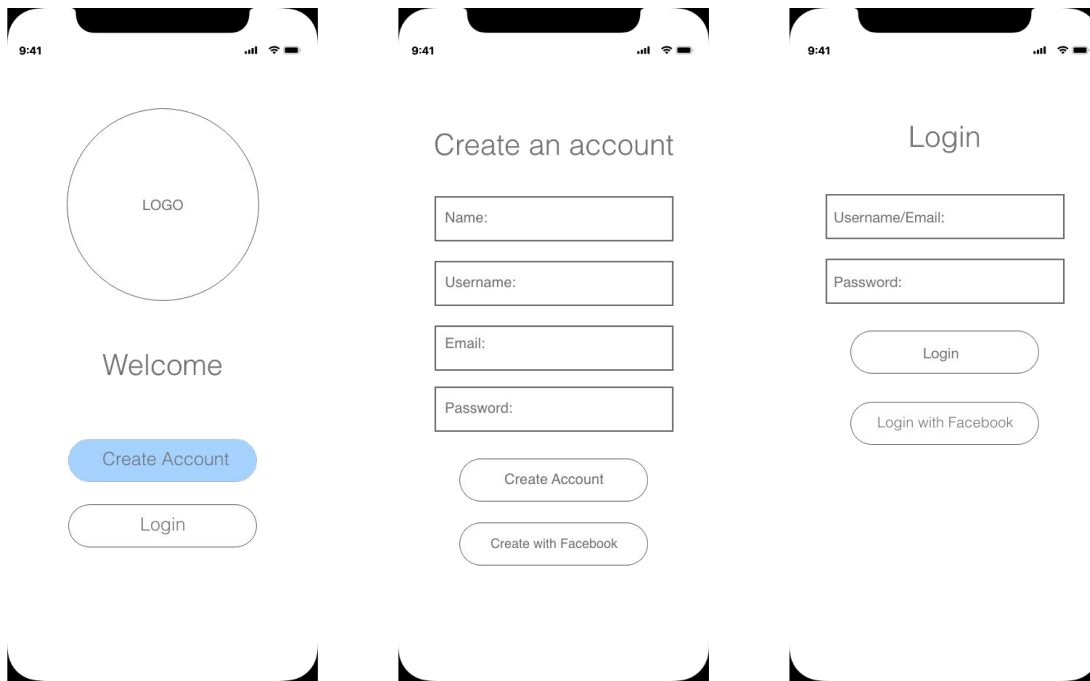 9:41
LOGO
Welcome
Create Account
Login
9:41
Create an account
Name:
Username:
Email:
Password:
Create Account
Create with Facebook
9:41
Login
Username/Email:
Password:
Login
Login with Facebook